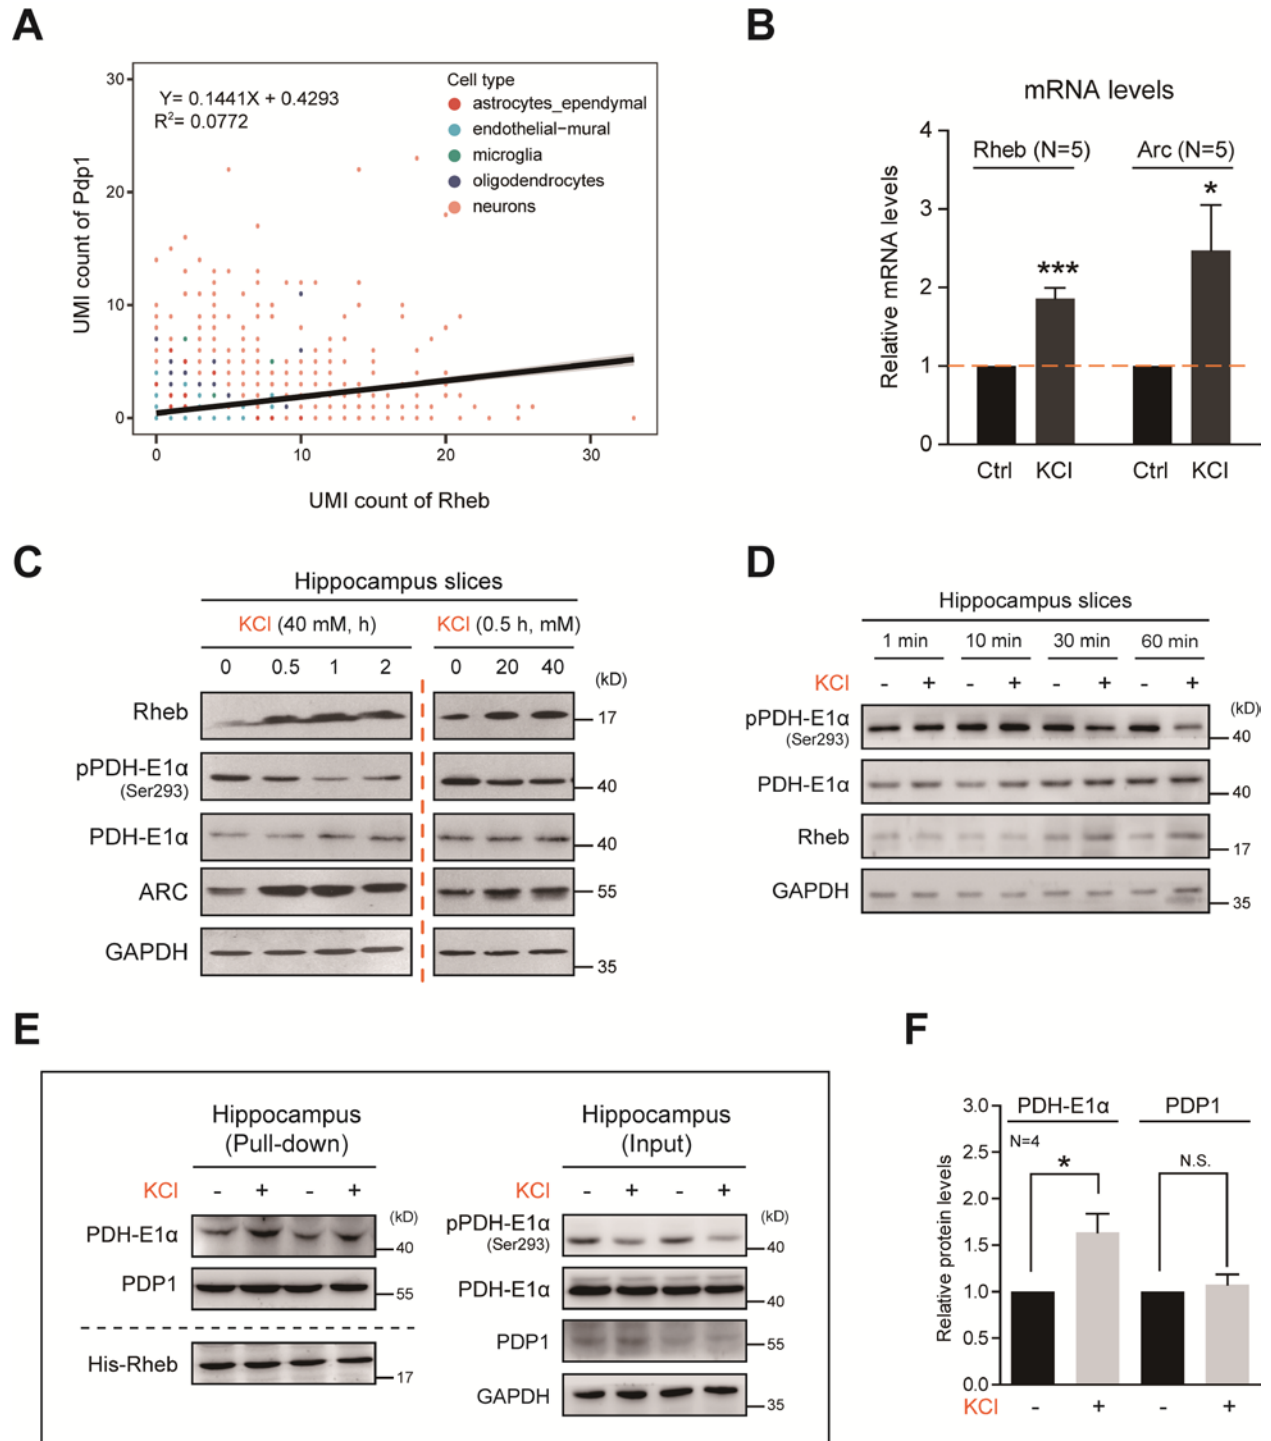 A
Y= 0.1441X + 0.4293
R²= 0.0772
Cell type
astrocytes_ependymal
endothelial-mural
microglia
oligodendrocytes
neurons
30
20
10
0
UMI count of Pdp1
0 10 20 30
UMI count of Rheb
B
mRNA levels
Rheb (N=5) Arc (N=5)
4
3
2
1
0
Relative mRNA levels
*** *
Ctrl KCl Ctrl KCl
C
Hippocampus slices
KCl (40 mM, h) KCl (0.5 h, mM)
0 0.5 1 2 0 20 40
(kD)
Rheb 17
pPDH-E1α
(Ser293) 40
PDH-E1α 40
ARC 55
GAPDH 35
D
Hippocampus slices
1 min 10 min 30 min 60 min
KCl - + - + - + - +
(kD)
pPDH-E1α
(Ser293) 40
PDH-E1α 40
Rheb 17
GAPDH 35
E
Hippocampus
(Pull-down)
KCl - + - +
(kD)
PDH-E1α 40
PDP1 55
His-Rheb 17
Hippocampus
(Input)
KCl - + - +
(kD)
pPDH-E1α
(Ser293) 40
PDH-E1α 40
PDP1 55
GAPDH 35
F
PDH-E1α PDP1
N=4
* N.S.
3.0
2.5
2.0
1.5
1.0
0.5
0.0
Relative protein levels
KCl - + - +